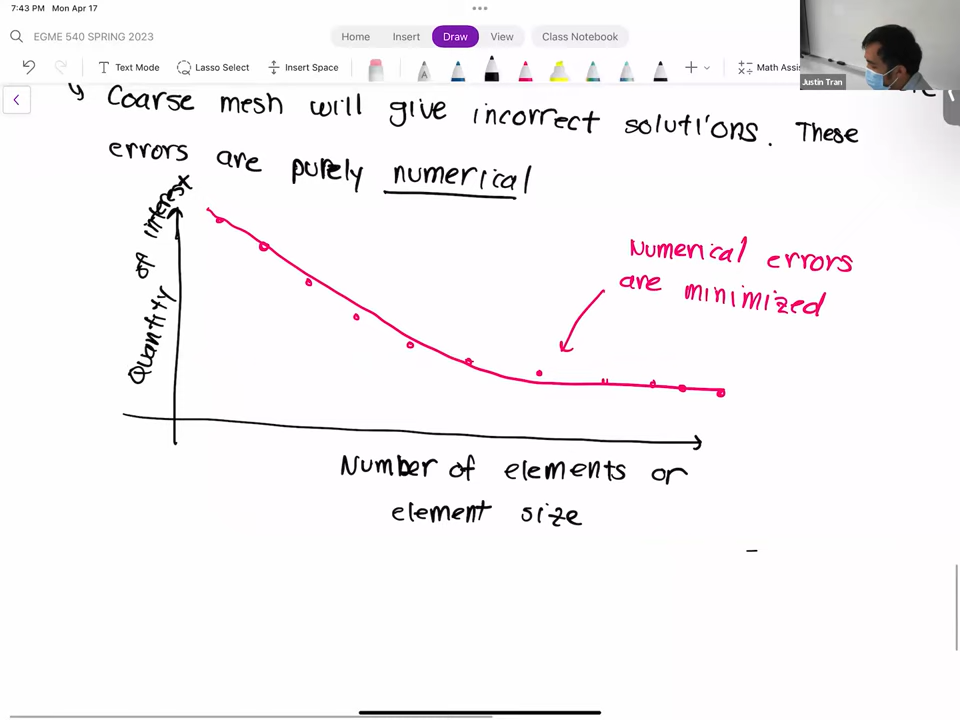 7:43 PM Mon Apr 17
EGME 540 SPRING 2023
Home Insert Draw View Class Notebook
Text Mode Lasso Select Insert Space Math Assis
Justin Tran
Coarse mesh will give incorrect solutions. These
errors are purely numerical
Quantity of interest
Numerical errors
are minimized
Number of elements or
element size